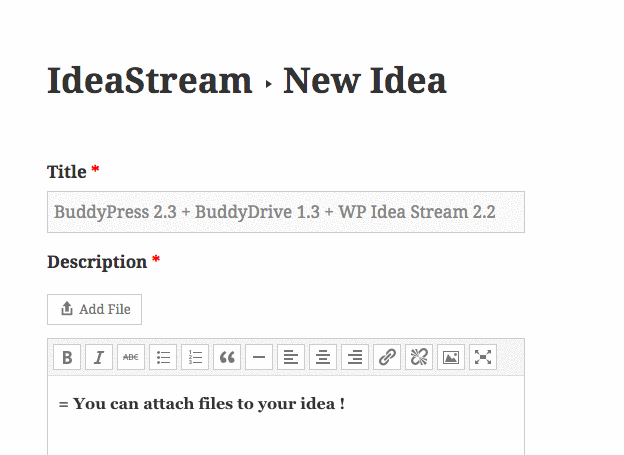 IdeaStream ▸ New Idea
Title *
BuddyPress 2.3 + BuddyDrive 1.3 + WP Idea Stream 2.2
Description *
Add File
B I ABC
= You can attach files to your idea !